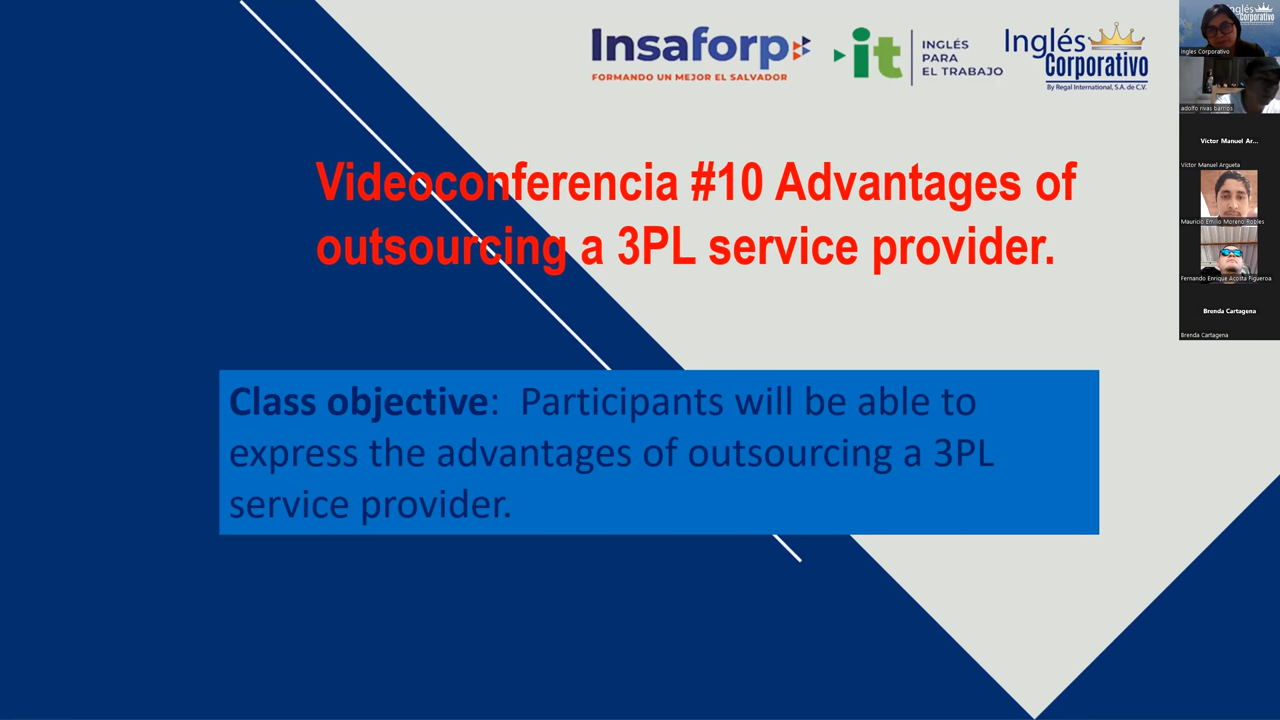 Insaforp
FORMANDO UN MEJOR EL SALVADOR
it
INGLÉS
PARA
EL TRABAJO
Inglés
Corporativo
By Regal International, S.A. de C.V.
Videoconferencia #10 Advantages of
outsourcing a 3PL service provider.
Class objective: Participants will be able to
express the advantages of outsourcing a 3PL
service provider.
Inglés Corporativo
adolfo rivas barrios
Víctor Manuel Ar...
Víctor Manuel Argueta
Mauricio Emilio Moreno Robles
Fernando Enrique Acosta Figueroa
Brenda Cartagena
Brenda Cartagena